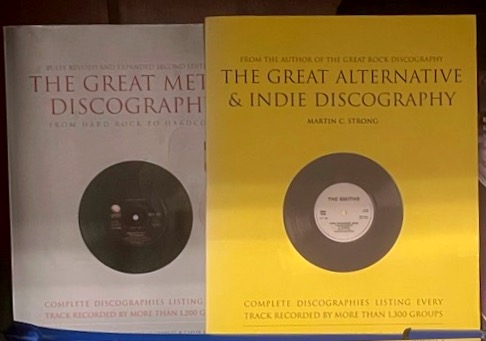 FULLY REVISED AND EXPANDED SECOND EDITI
THE GREAT MET
DISCOGRAPH
FROM HARD ROCK TO HARDCO
COMPLETE DISCOGRAPHIES LISTING
TRACK RECORDED BY MORE THAN 1,200 G
FROM THE AUTHOR OF THE GREAT ROCK DISCOGRAPHY
THE GREAT ALTERNATIVE
& INDIE DISCOGRAPHY
MARTIN C. STRONG
THE SMITHS
COMPLETE DISCOGRAPHIES LISTING EVERY
TRACK RECORDED BY MORE THAN 1,300 GROUPS